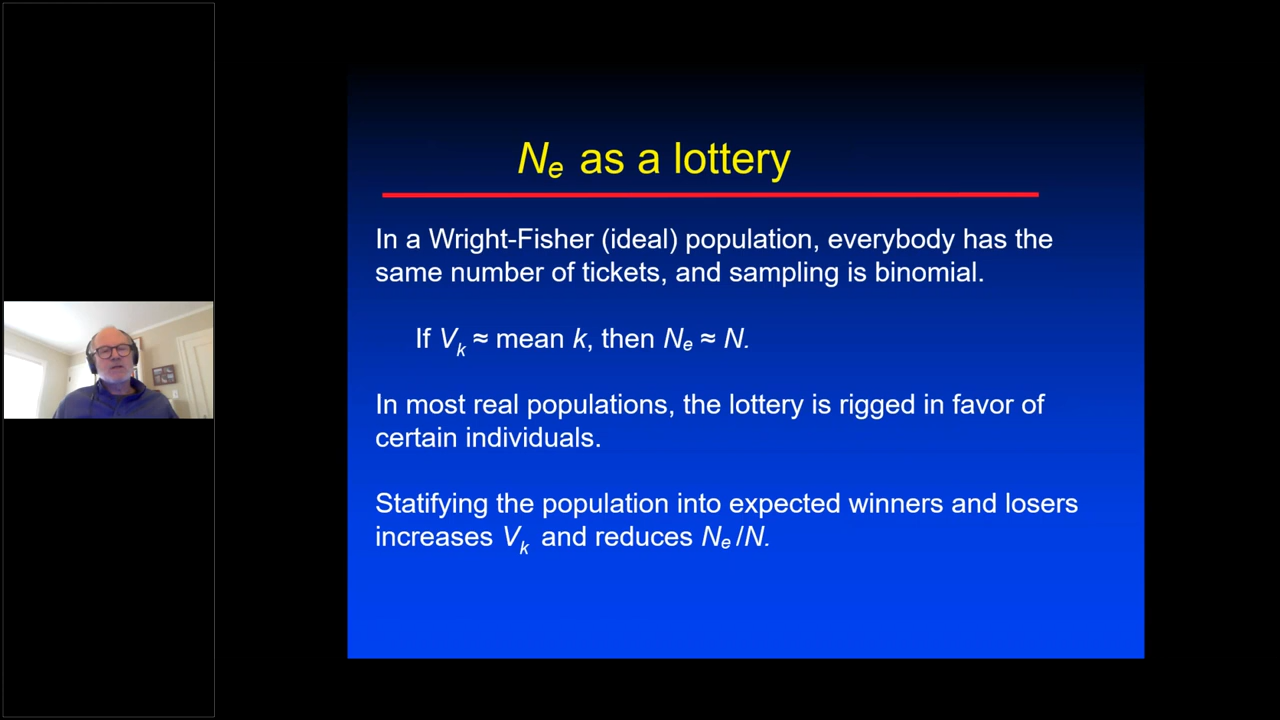 Ne as a lottery
In a Wright-Fisher (ideal) population, everybody has the
same number of tickets, and sampling is binomial.
If Vk ≈ mean k, then Ne ≈ N.
In most real populations, the lottery is rigged in favor of
certain individuals.
Statifying the population into expected winners and losers
increases Vk and reduces Ne /N.